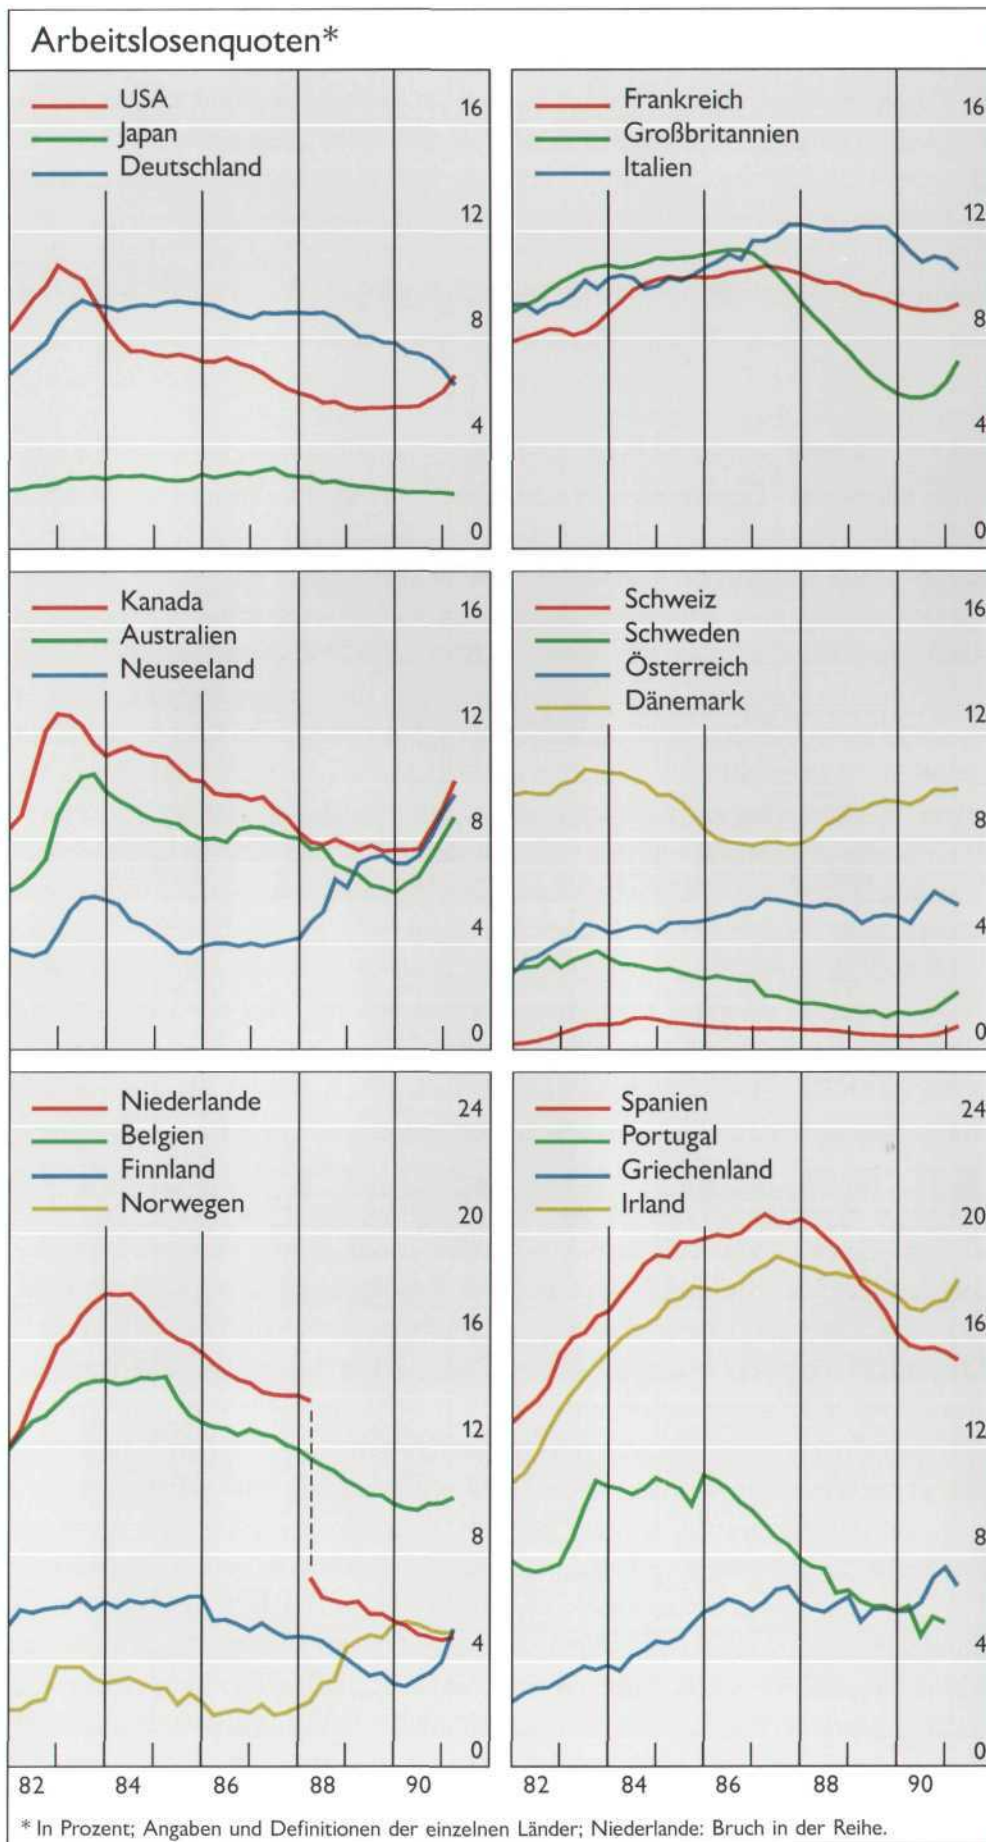 Arbeitslosenquoten*
USA
Japan
Deutschland
16
12
8
4
0
Frankreich
Großbritannien
Italien
16
12
8
4
0
Kanada
Australien
Neuseeland
16
12
8
4
0
Schweiz
Schweden
Österreich
Dänemark
16
12
8
4
0
Niederlande
Belgien
Finnland
Norwegen
24
20
16
12
8
4
0
82 84 86 88 90
Spanien
Portugal
Griechenland
Irland
24
20
16
12
8
4
0
82 84 86 88 90
* In Prozent; Angaben und Definitionen der einzelnen Länder; Niederlande: Bruch in der Reihe.